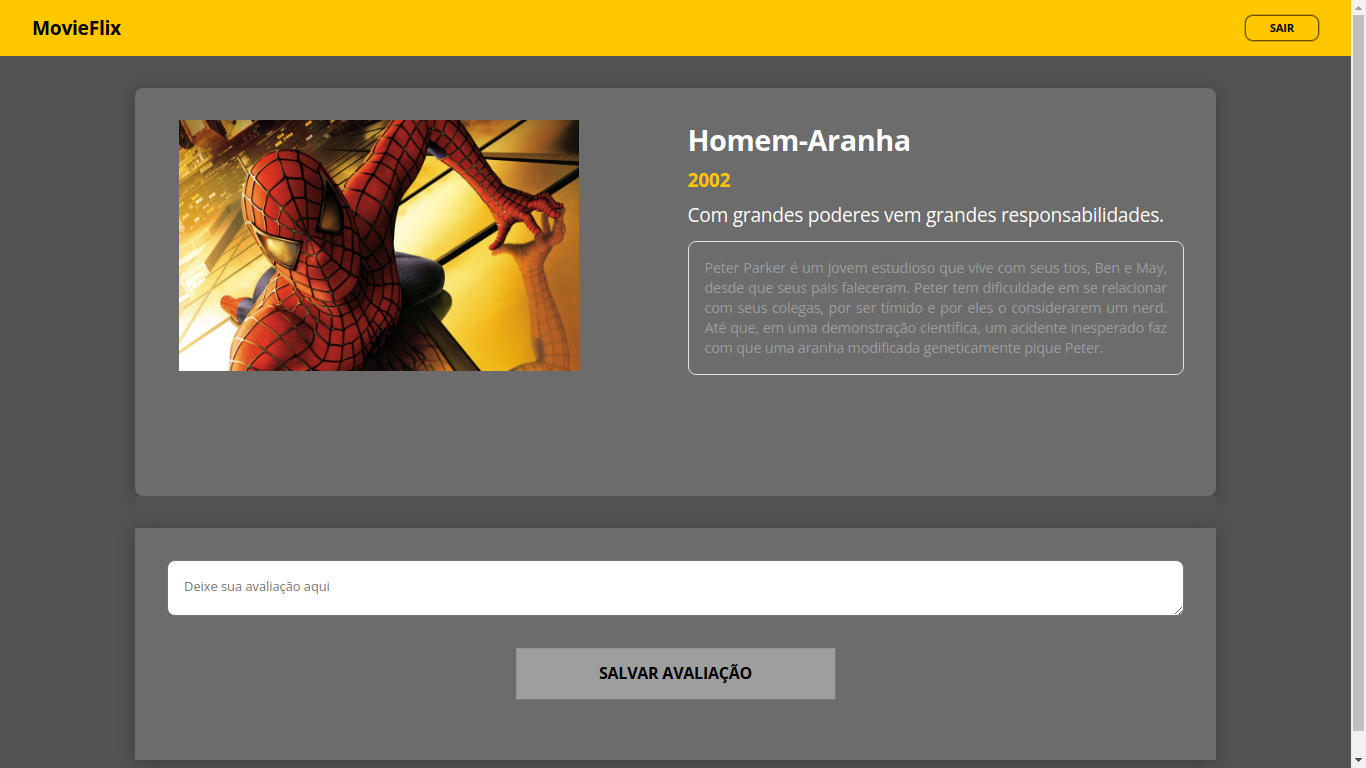 MovieFlix
SAIR
Homem-Aranha
2002
Com grandes poderes vem grandes responsabilidades.
Peter Parker é um jovem estudioso que vive com seus tios, Ben e May,
desde que seus pais faleceram. Peter tem dificuldade em se relacionar
com seus colegas, por ser tímido e por eles o considerarem um nerd.
Até que, em uma demonstração científica, um acidente inesperado faz
com que uma aranha modificada geneticamente pique Peter.
Deixe sua avaliação aqui
SALVAR AVALIAÇÃO